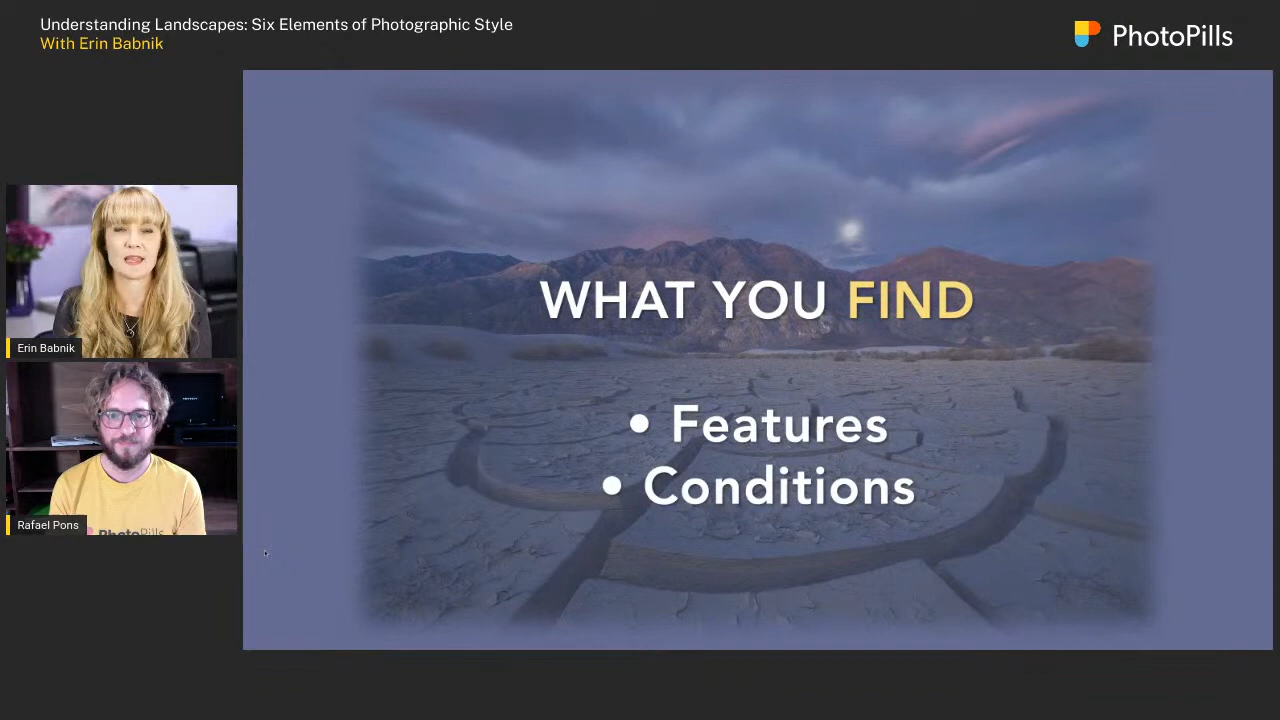 Understanding Landscapes: Six Elements of Photographic Style
With Erin Babnik
PhotoPills
WHAT YOU FIND
• Features
• Conditions
Erin Babnik
PhotoPills
Rafael Pons